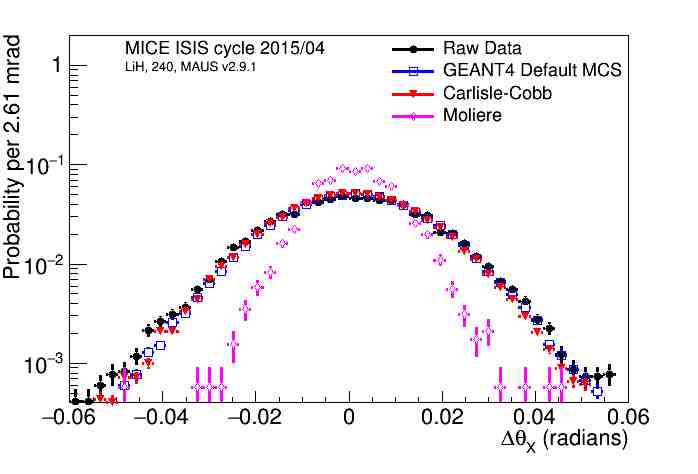 MICE ISIS cycle 2015/04
LiH, 240, MAUS v2.9.1
Raw Data
GEANT4 Default MCS
Carlisle-Cobb
Moliere
Probability per 2.61 mrad
1
10⁻¹
10⁻²
10⁻³
−0.06 −0.04 −0.02 0 0.02 0.04 0.06
Δθ_X (radians)